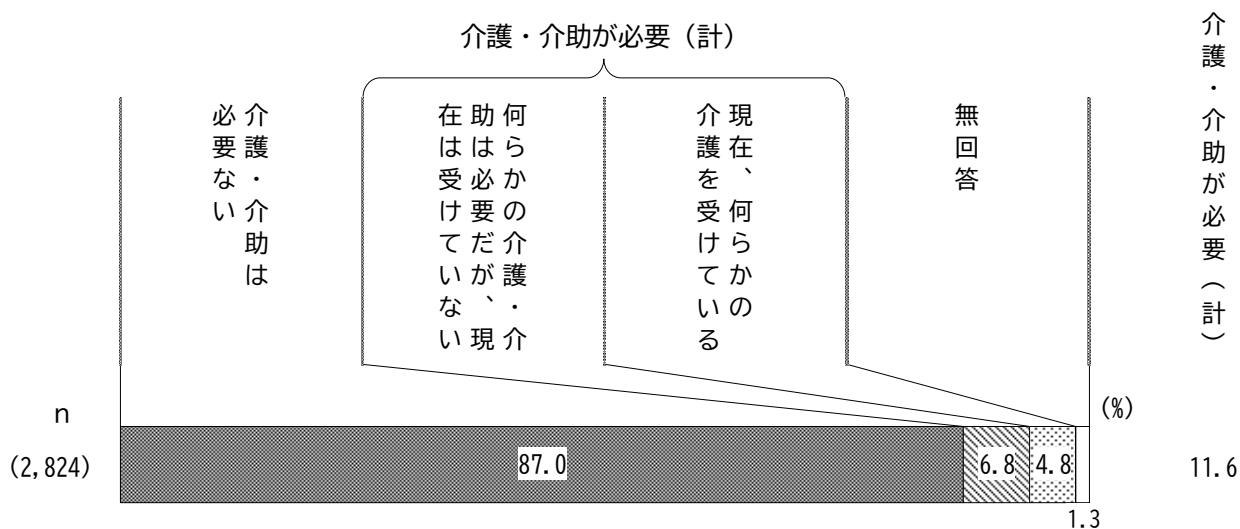 介護・介助が必要（計）
介護・介助は
必要ない
何らかの介護・介
助は必要だが、現
在は受けていない
現在、何らかの
介護を受けている
無回答
介護・介助が必要（計）
n
(%)
(2,824)
87.0
6.8
4.8
11.6
1.3